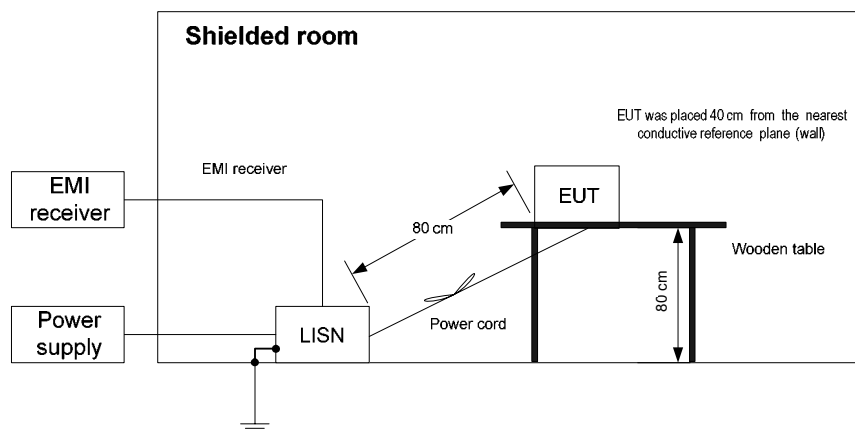 Shielded room
EUT was placed 40 cm from the nearest
conductive reference plane (wall)
EMI
receiver
EMI receiver
EUT
80 cm
Wooden table
80 cm
Power
supply
LISN
Power cord